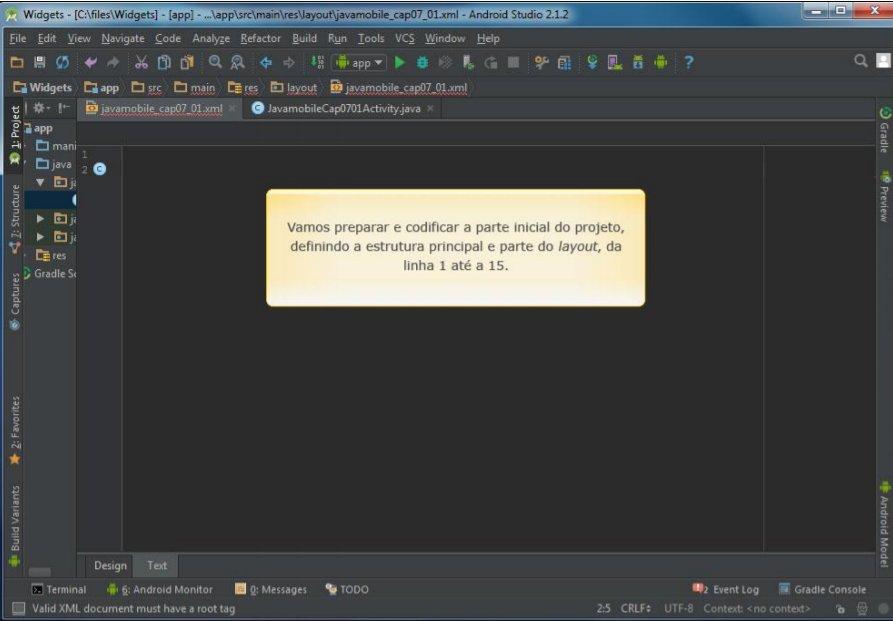 Widgets - [C:\files\Widgets] - [app] - ...\app\src\main\res\layout\javamobile_cap07_01.xml - Android Studio 2.1.2
File Edit View Navigate Code Analyze Refactor Build Run Tools VCS Window Help
app
Widgets app src main res layout javamobile_cap07_01.xml
javamobile_cap07_01.xml JavamobileCap0701Activity.java
1: Project
app
mani
java
ja
ja
ja
res
Gradle Sc
1
2
Vamos preparar e codificar a parte inicial do projeto,
definindo a estrutura principal e parte do layout, da
linha 1 até a 15.
7: Structure
Captures
2: Favorites
Build Variants
Gradle
Preview
Android Model
Design Text
Terminal 6: Android Monitor 0: Messages TODO 2 Event Log Gradle Console
Valid XML document must have a root tag 2:5 CRLF UTF-8 Context: <no context>